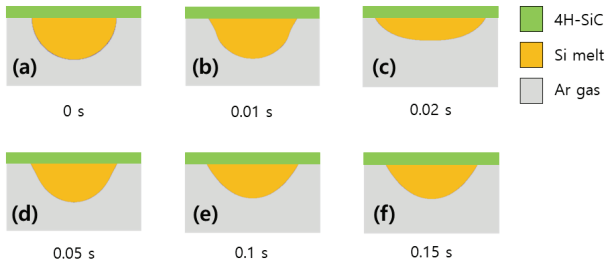 (a)
0 s
(b)
0.01 s
(c)
0.02 s
4H-SiC
Si melt
Ar gas
(d)
0.05 s
(e)
0.1 s
(f)
0.15 s